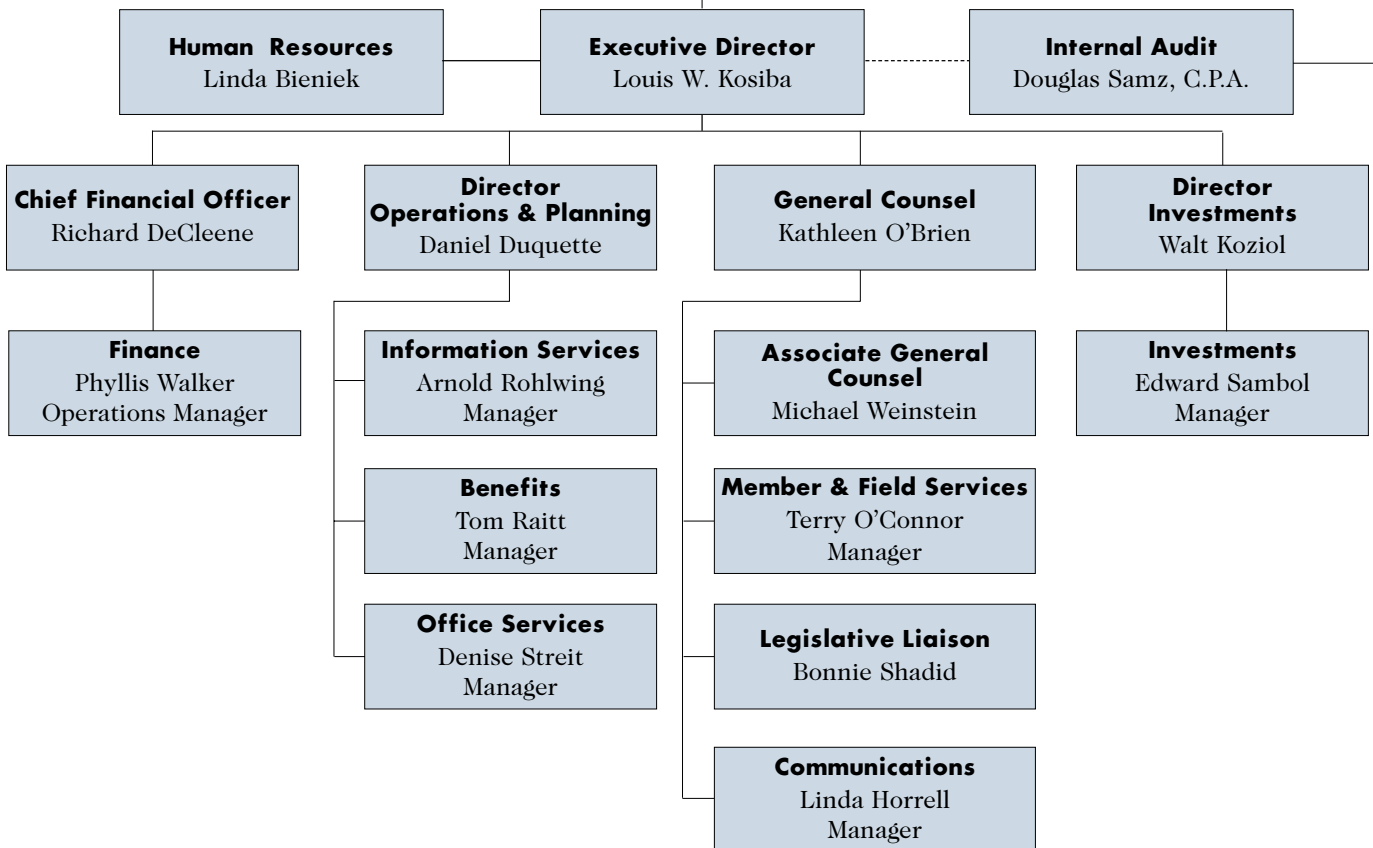 Human Resources
Linda Bieniek
Executive Director
Louis W. Kosiba
Internal Audit
Douglas Samz, C.P.A.
Chief Financial Officer
Richard DeCleene
Director
Operations & Planning
Daniel Duquette
General Counsel
Kathleen O’Brien
Director
Investments
Walt Koziol
Finance
Phyllis Walker
Operations Manager
Information Services
Arnold Rohlwing
Manager
Associate General
Counsel
Michael Weinstein
Investments
Edward Sambol
Manager
Benefits
Tom Raitt
Manager
Member & Field Services
Terry O’Connor
Manager
Office Services
Denise Streit
Manager
Legislative Liaison
Bonnie Shadid
Communications
Linda Horrell
Manager